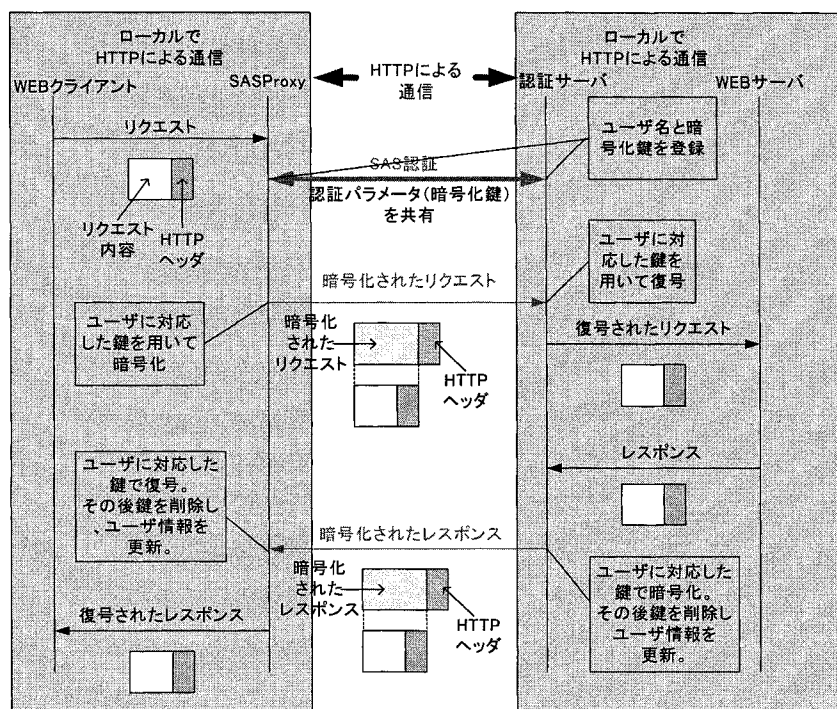 ローカルで
HTTPによる通信
WEBクライアント
SASProxy
HTTPによる
通信
ローカルで
HTTPによる通信
認証サーバ
WEBサーバ
リクエスト
ユーザ名と暗
号化鍵を登録
SAS認証
認証パラメータ(暗号化鍵)
を共有
リクエスト
内容
HTTP
ヘッダ
ユーザに対
応した鍵を
用いて復号
暗号化されたリクエスト
ユーザに対応
した鍵を用いて
暗号化
暗号化
された
リクエスト
HTTP
ヘッダ
復号されたリクエスト
レスポンス
ユーザに対応した
鍵で復号。
その後鍵を削除し
、ユーザ情報を
更新。
暗号化されたレスポンス
暗号化
された
レスポンス
HTTP
ヘッダ
ユーザに対応した
鍵で暗号化。
その後鍵を削除し
ユーザ情報を
更新。
復号されたレスポンス